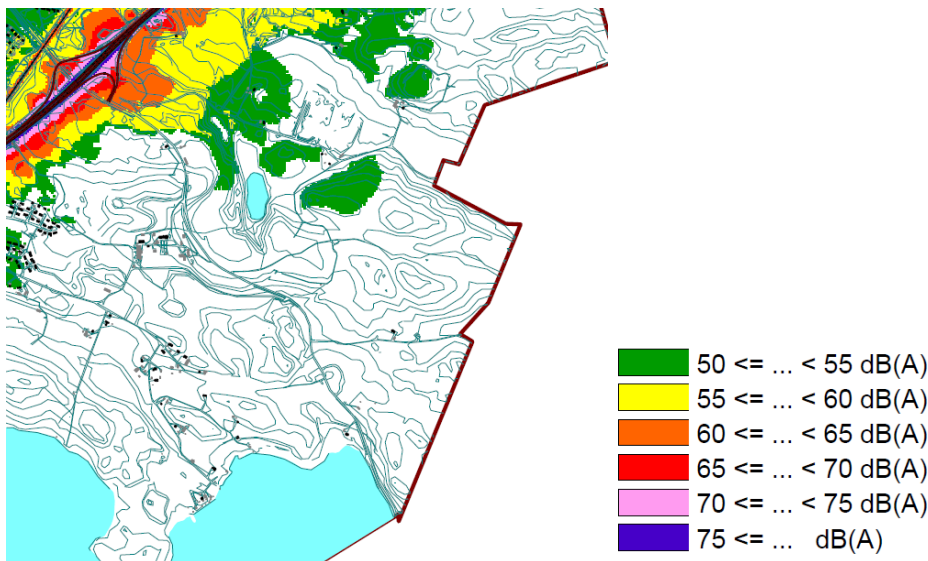 50 <= ... < 55 dB(A)
55 <= ... < 60 dB(A)
60 <= ... < 65 dB(A)
65 <= ... < 70 dB(A)
70 <= ... < 75 dB(A)
75 <= ... dB(A)